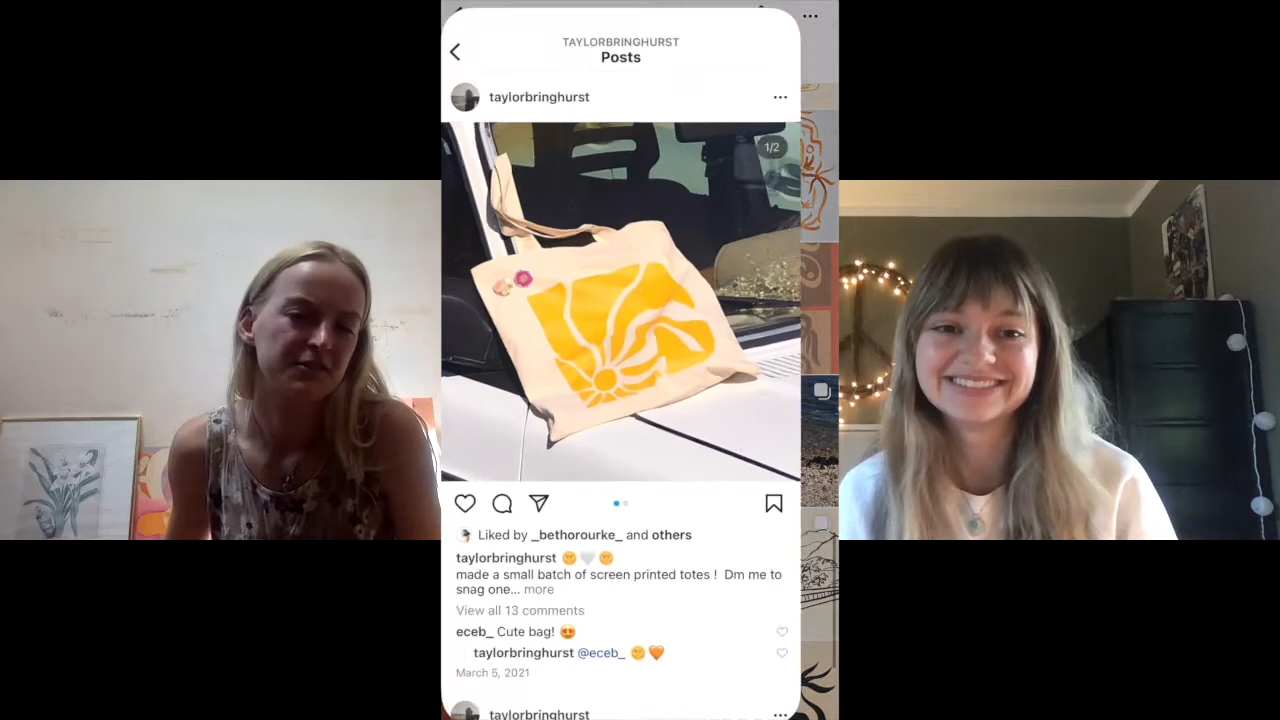 TAYLORBRINGHURST
Posts
taylorbringhurst
1/2
Liked by _bethorourke_ and others
taylorbringhurst 🌞🤍🌞
made a small batch of screen printed totes ! Dm me to
snag one... more
View all 13 comments
eceb_ Cute bag! 😍
taylorbringhurst @eceb_ 🌞🧡
March 5, 2021
taylorbringhurst